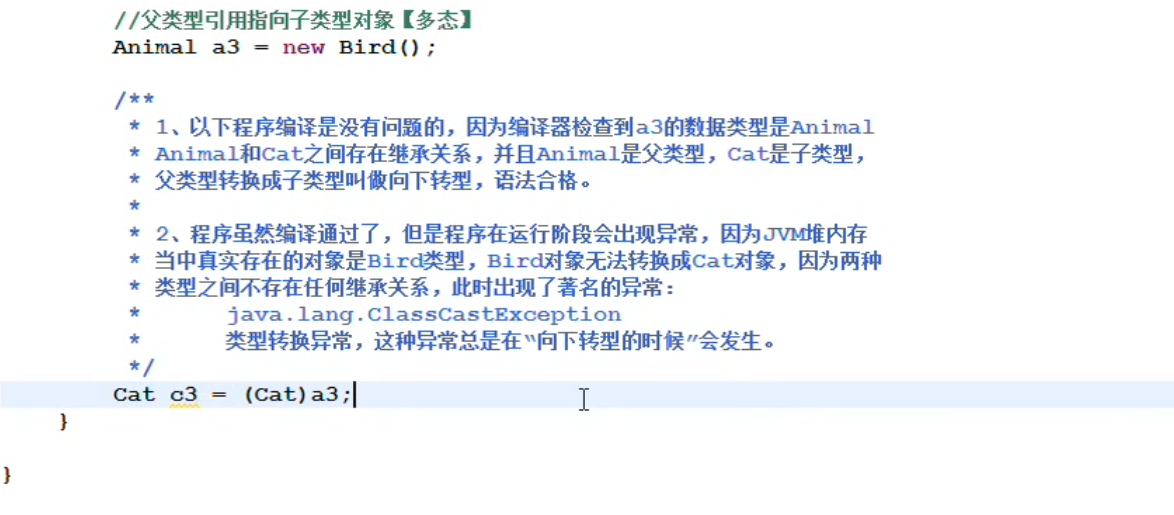 //父类型引用指向子类型对象【多态】
Animal a3 = new Bird();
/**
* 1、以下程序编译是没有问题的，因为编译器检查到a3的数据类型是Animal
* Animal和Cat之间存在继承关系，并且Animal是父类型，Cat是子类型，
* 父类型转换成子类型叫做向下转型，语法合格。
*
* 2、程序虽然编译通过了，但是程序在运行阶段会出现异常，因为JVM堆内存
* 当中真实存在的对象是Bird类型，Bird对象无法转换成Cat对象，因为两种
* 类型之间不存在任何继承关系，此时出现了著名的异常：
* java.lang.ClassCastException
* 类型转换异常，这种异常总是在“向下转型的时候”会发生。
*/
Cat c3 = (Cat)a3;
}
}